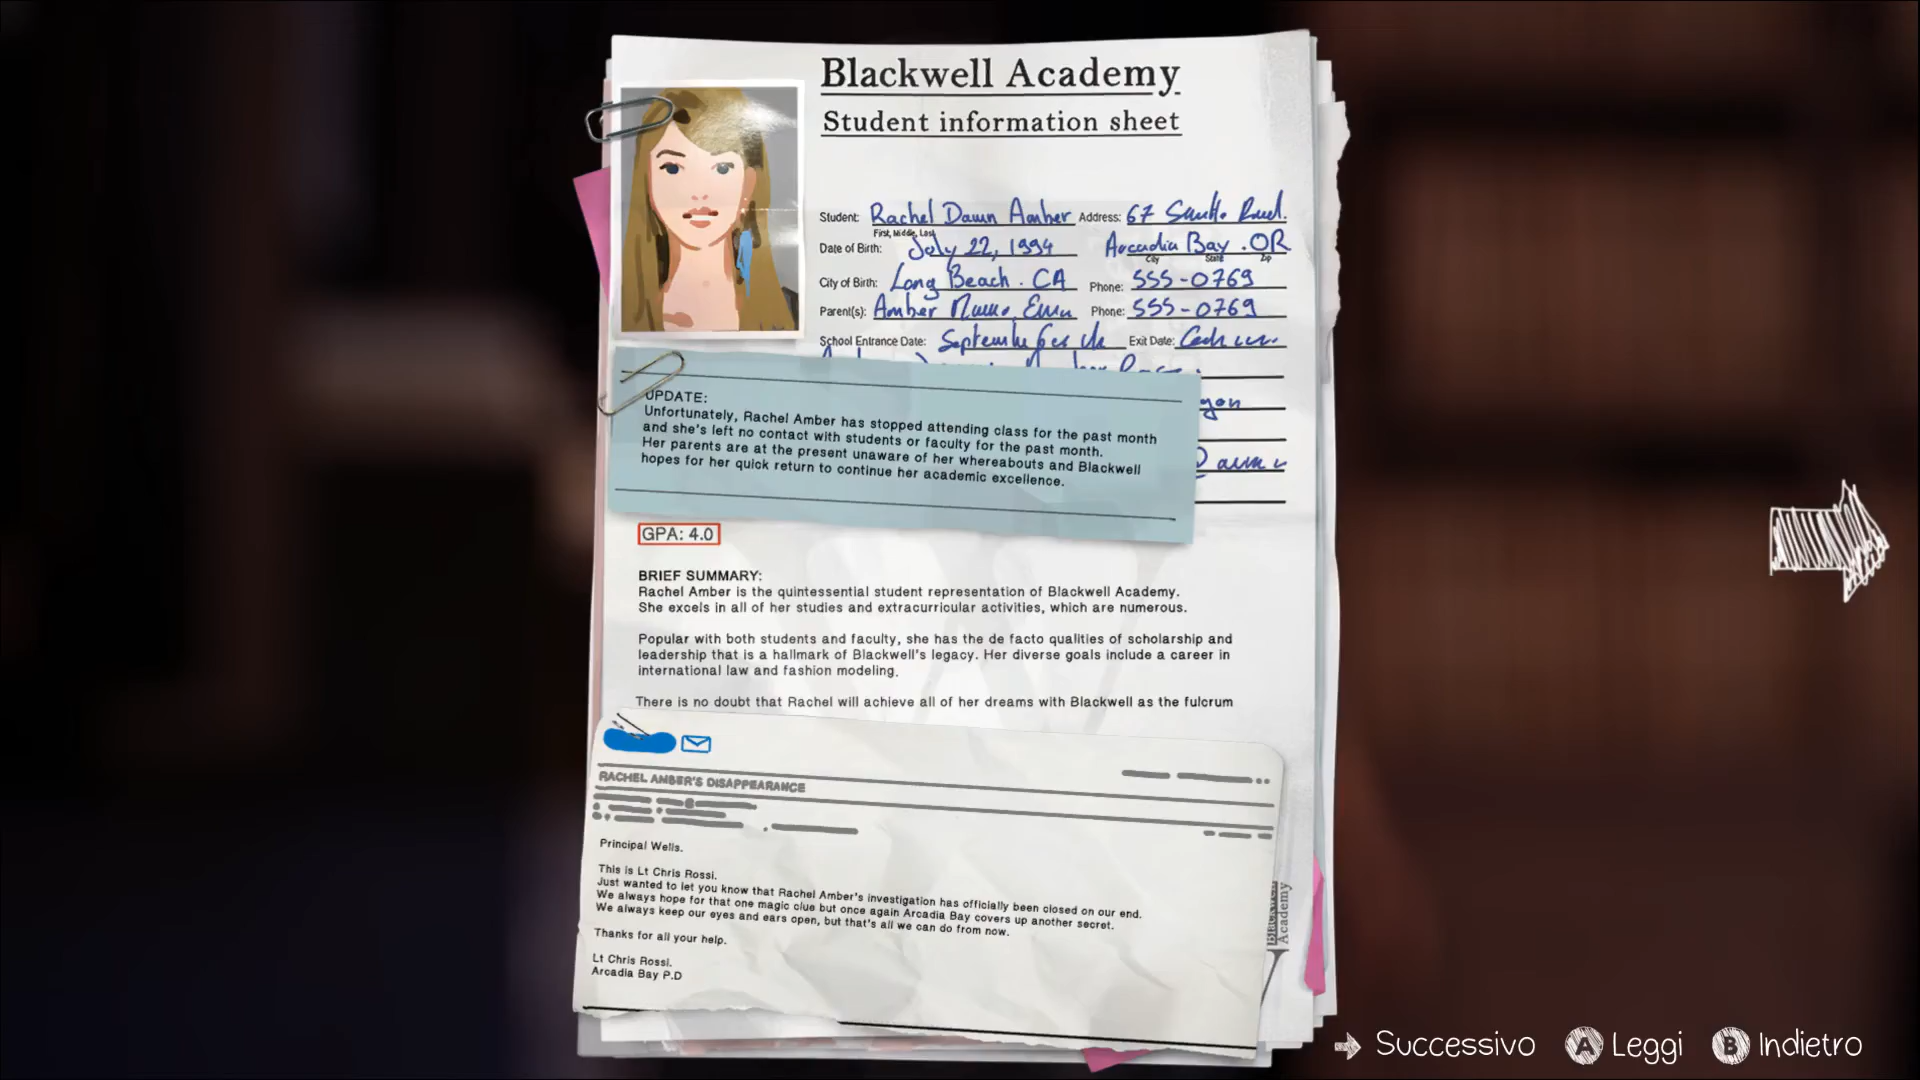 Blackwell Academy
Student information sheet
Student: Rachel Dawn Amber Address: 67
First, Middle, Last
Date of Birth: July 22, 1994 Arcadia Bay . OR
City State Zip
City of Birth: Long Beach . CA Phone: 555-0769
Parent(s): Amber Phone: 555-0769
School Entrance Date: Exit Date:
UPDATE:
Unfortunately, Rachel Amber has stopped attending class for the past month
and she's left no contact with students or faculty for the past month.
Her parents are at the present unaware of her whereabouts and Blackwell
hopes for her quick return to continue her academic excellence.
GPA: 4.0
BRIEF SUMMARY:
Rachel Amber is the quintessential student representation of Blackwell Academy.
She excels in all of her studies and extracurricular activities, which are numerous.
Popular with both students and faculty, she has the de facto qualities of scholarship and
leadership that is a hallmark of Blackwell's legacy. Her diverse goals include a career in
international law and fashion modeling.
There is no doubt that Rachel will achieve all of her dreams with Blackwell as the fulcrum
RACHEL AMBER'S DISAPPEARANCE
Principal Wells.
This is Lt Chris Rossi.
Just wanted to let you know that Rachel Amber's investigation has officially been closed on our end.
We always hope for that one magic clue but once again Arcadia Bay covers up another secret.
We always keep our eyes and ears open, but that's all we can do from now.
Thanks for all your help.
Lt Chris Rossi.
Arcadia Bay P.D
Blackwell
Academy
Successivo A Leggi B Indietro